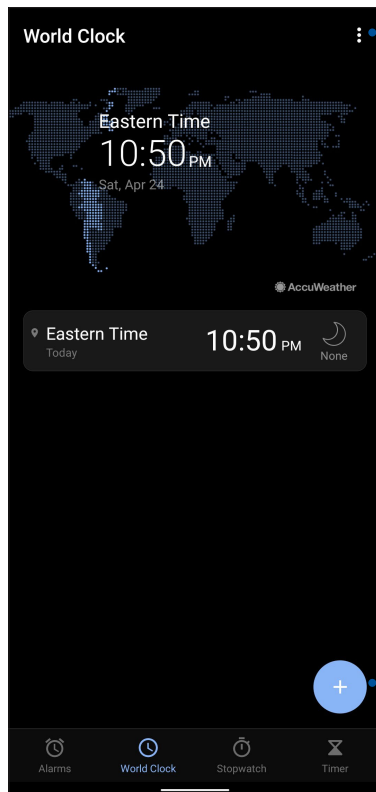 World Clock
Eastern Time
10:50 PM
Sat, Apr 24
AccuWeather
Eastern Time
Today
10:50 PM
None
Alarms
World Clock
Stopwatch
Timer